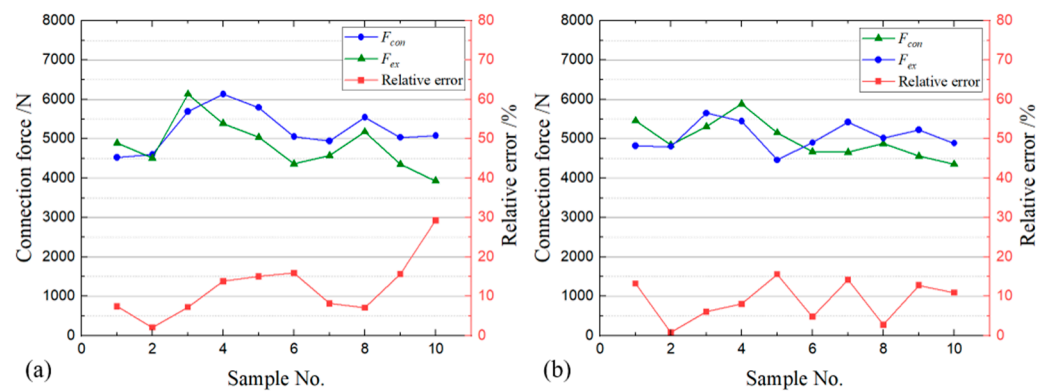 8000
7000
6000
5000
4000
3000
2000
1000
0
Connection force /N
80
70
60
50
40
30
20
10
0
Relative error /%
F_con
F_ex
Relative error
0 2 4 6 8 10
Sample No.
(a)
8000
7000
6000
5000
4000
3000
2000
1000
0
Connection force /N
80
70
60
50
40
30
20
10
0
Relative error /%
F_con
F_ex
Relative error
0 2 4 6 8 10
Sample No.
(b)